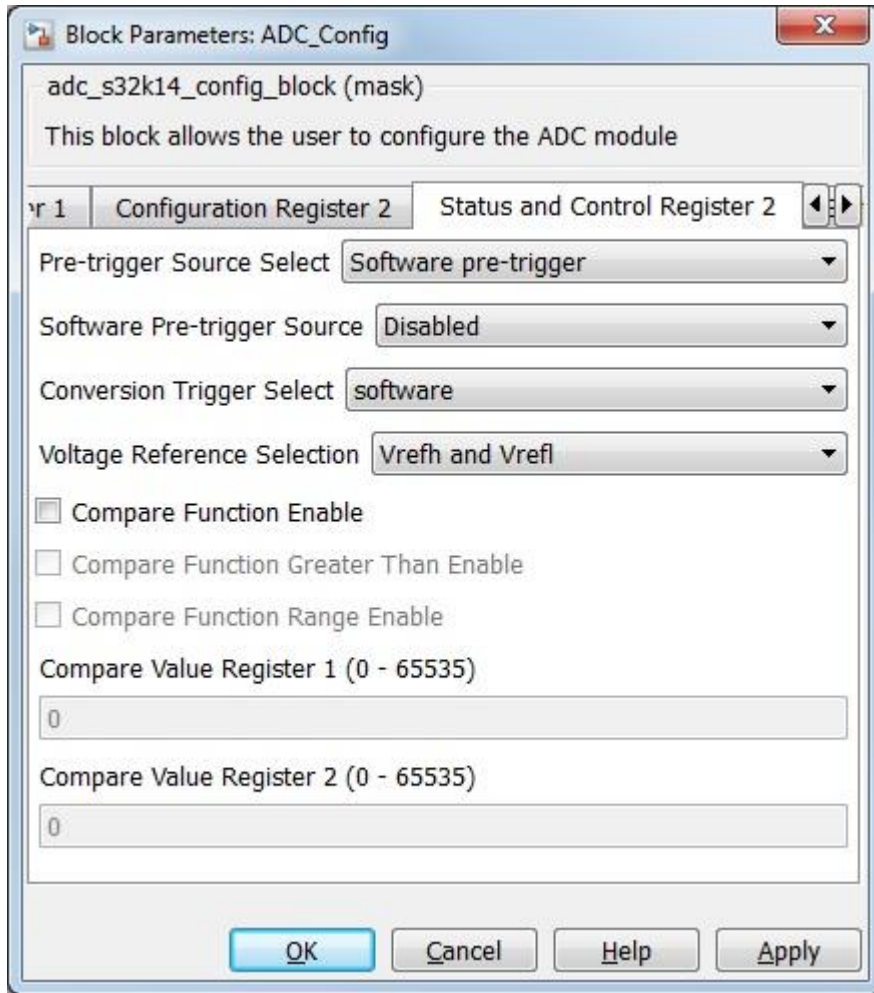 Block Parameters: ADC_Config
adc_s32k14_config_block (mask)
This block allows the user to configure the ADC module
r 1 Configuration Register 2 Status and Control Register 2
Pre-trigger Source Select Software pre-trigger
Software Pre-trigger Source Disabled
Conversion Trigger Select software
Voltage Reference Selection Vrefh and Vrefl
Compare Function Enable
Compare Function Greater Than Enable
Compare Function Range Enable
Compare Value Register 1 (0 - 65535)
0
Compare Value Register 2 (0 - 65535)
0
OK Cancel Help Apply